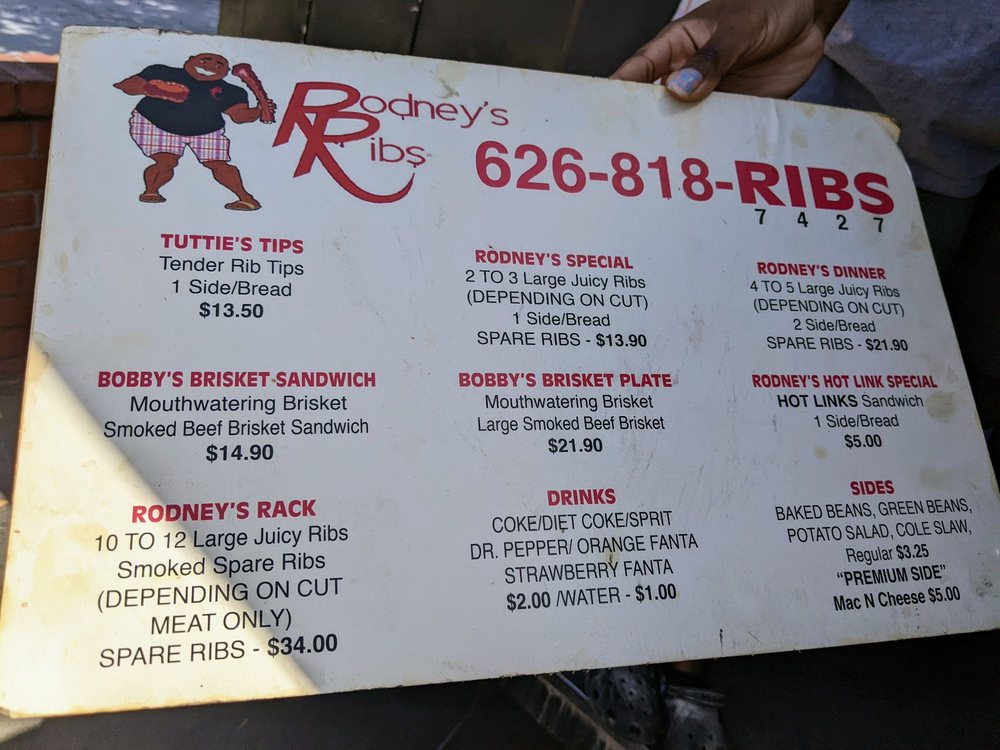 Rodney's
Ribs
626-818-RIBS
7 4 2 7
TUTTIE'S TIPS
Tender Rib Tips
1 Side/Bread
$13.50
RODNEY'S SPECIAL
2 TO 3 Large Juicy Ribs
(DEPENDING ON CUT)
1 Side/Bread
SPARE RIBS - $13.90
RODNEY'S DINNER
4 TO 5 Large Juicy Ribs
(DEPENDING ON CUT)
2 Side/Bread
SPARE RIBS - $21.90
BOBBY'S BRISKET SANDWICH
Mouthwatering Brisket
Smoked Beef Brisket Sandwich
$14.90
BOBBY'S BRISKET PLATE
Mouthwatering Brisket
Large Smoked Beef Brisket
$21.90
RODNEY'S HOT LINK SPECIAL
HOT LINKS Sandwich
1 Side/Bread
$5.00
RODNEY'S RACK
10 TO 12 Large Juicy Ribs
Smoked Spare Ribs
(DEPENDING ON CUT
MEAT ONLY)
SPARE RIBS - $34.00
DRINKS
COKE/DIET COKE/SPRIT
DR. PEPPER/ ORANGE FANTA
STRAWBERRY FANTA
$2.00 /WATER - $1.00
SIDES
BAKED BEANS, GREEN BEANS,
POTATO SALAD, COLE SLAW,
Regular $3.25
"PREMIUM SIDE"
Mac N Cheese $5.00